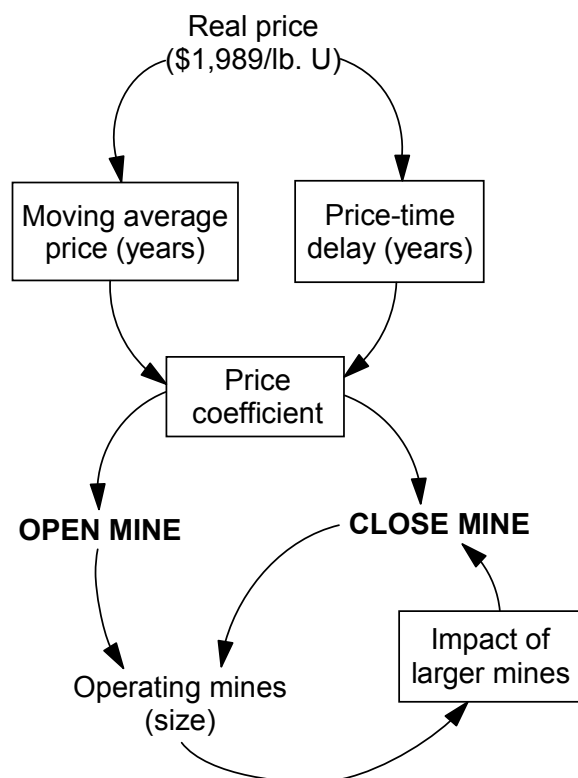 Real price
($1,989/lb. U)
Moving average
price (years)
Price-time
delay (years)
Price
coefficient
OPEN MINE
CLOSE MINE
Impact of
larger mines
Operating mines
(size)